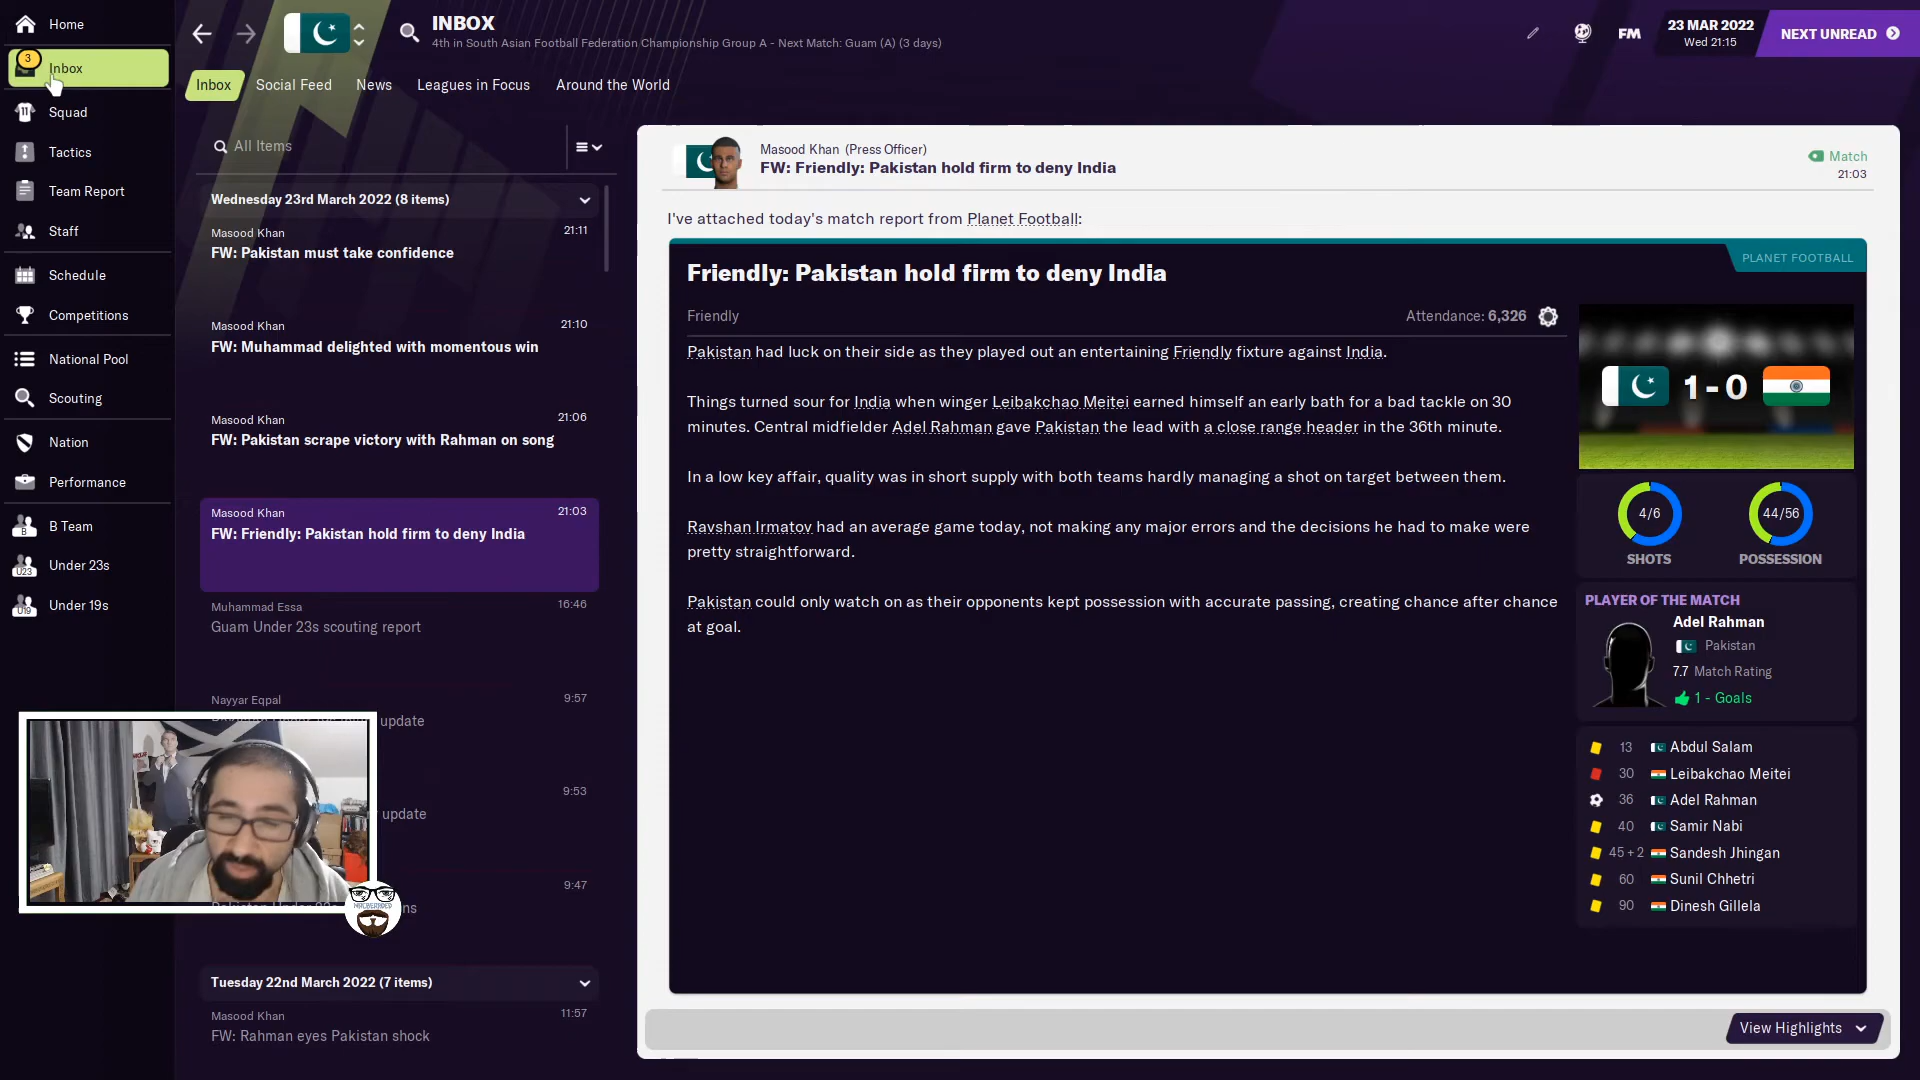 Home
3
Inbox
Squad
Tactics
Team Report
Staff
Schedule
Competitions
National Pool
Scouting
Nation
Performance
B Team
Under 23s
Under 19s
INBOX
4th in South Asian Football Federation Championship Group A - Next Match: Guam (A) (3 days)
FM
23 MAR 2022
Wed 21:15
NEXT UNREAD
Inbox
Social Feed
News
Leagues in Focus
Around the World
All Items
Wednesday 23rd March 2022 (8 items)
Masood Khan
21:11
FW: Pakistan must take confidence
Masood Khan
21:10
FW: Muhammad delighted with momentous win
Masood Khan
21:06
FW: Pakistan scrape victory with Rahman on song
Masood Khan
21:03
FW: Friendly: Pakistan hold firm to deny India
Muhammad Essa
16:46
Guam Under 23s scouting report
Nayyar Eqpal
9:57
update
9:53
update
9:47
Tuesday 22nd March 2022 (7 items)
Masood Khan
11:57
FW: Rahman eyes Pakistan shock
Masood Khan (Press Officer)
FW: Friendly: Pakistan hold firm to deny India
Match
21:03
I've attached today's match report from Planet Football:
PLANET FOOTBALL
Friendly: Pakistan hold firm to deny India
Friendly
Attendance: 6,326
Pakistan had luck on their side as they played out an entertaining Friendly fixture against India.
Things turned sour for India when winger Leibakchao Meitei earned himself an early bath for a bad tackle on 30
minutes. Central midfielder Adel Rahman gave Pakistan the lead with a close range header in the 36th minute.
In a low key affair, quality was in short supply with both teams hardly managing a shot on target between them.
Ravshan Irmatov had an average game today, not making any major errors and the decisions he had to make were
pretty straightforward.
Pakistan could only watch on as their opponents kept possession with accurate passing, creating chance after chance
at goal.
1 - 0
4/6
SHOTS
44/56
POSSESSION
PLAYER OF THE MATCH
Adel Rahman
Pakistan
7.7 Match Rating
1 - Goals
13 Abdul Salam
30 Leibakchao Meitei
36 Adel Rahman
40 Samir Nabi
45 + 2 Sandesh Jhingan
60 Sunil Chhetri
90 Dinesh Gillela
View Highlights